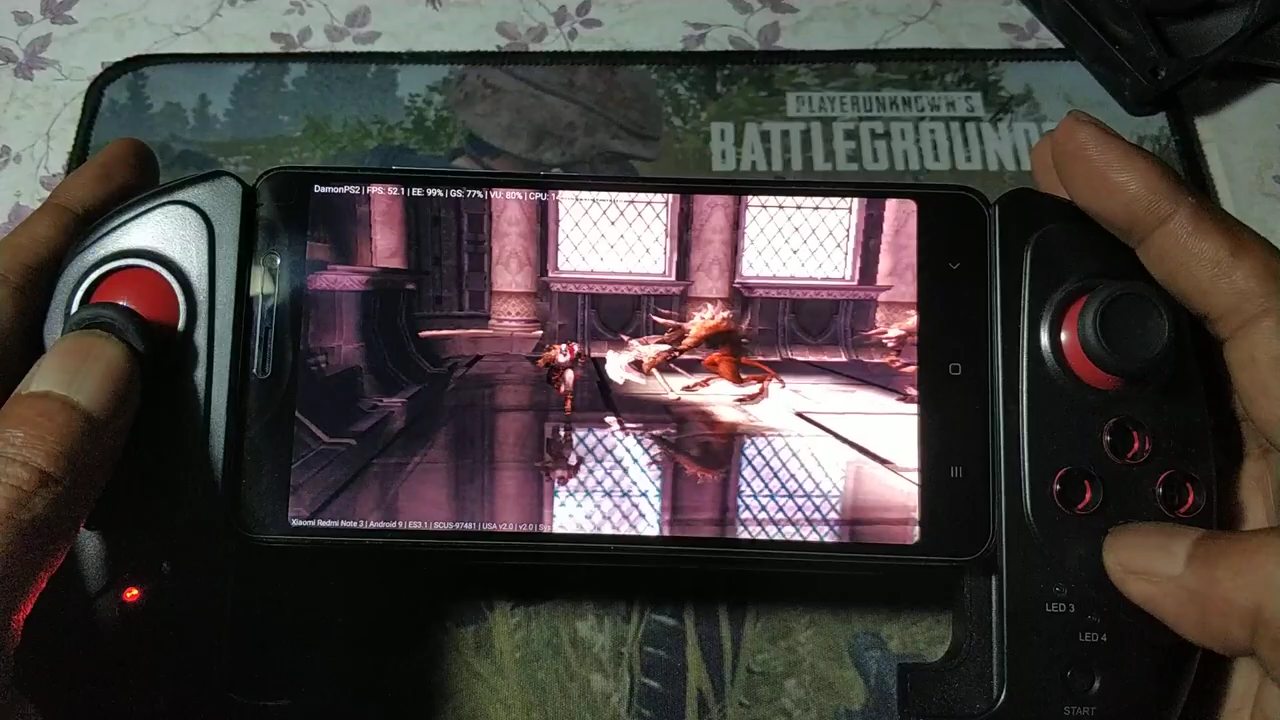 PLAYERUNKNOWN'S
BATTLEGROUND
DamonPS2 | FPS: 52.1 | EE: 99% | GS: 77% | VU: 80% | CPU:
Xiaomi Redmi Note 3 | Android 9 | ES3.1 | SCUS-97481 | USA v2.0 | v2.0 |
LED 3
LED 4
START